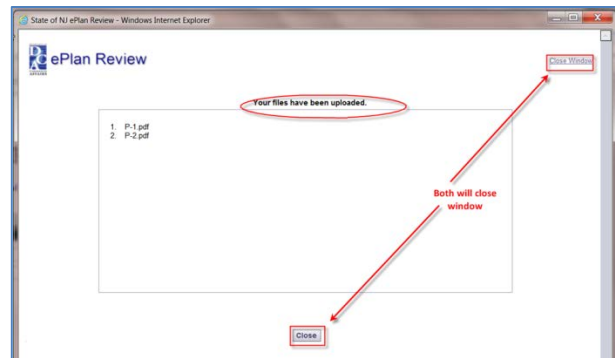 State of NJ ePlan Review - Windows Internet Explorer
ePlan Review
Close Window
Your files have been uploaded.
1. P-1.pdf
2. P-2.pdf
Both will close
window
Close